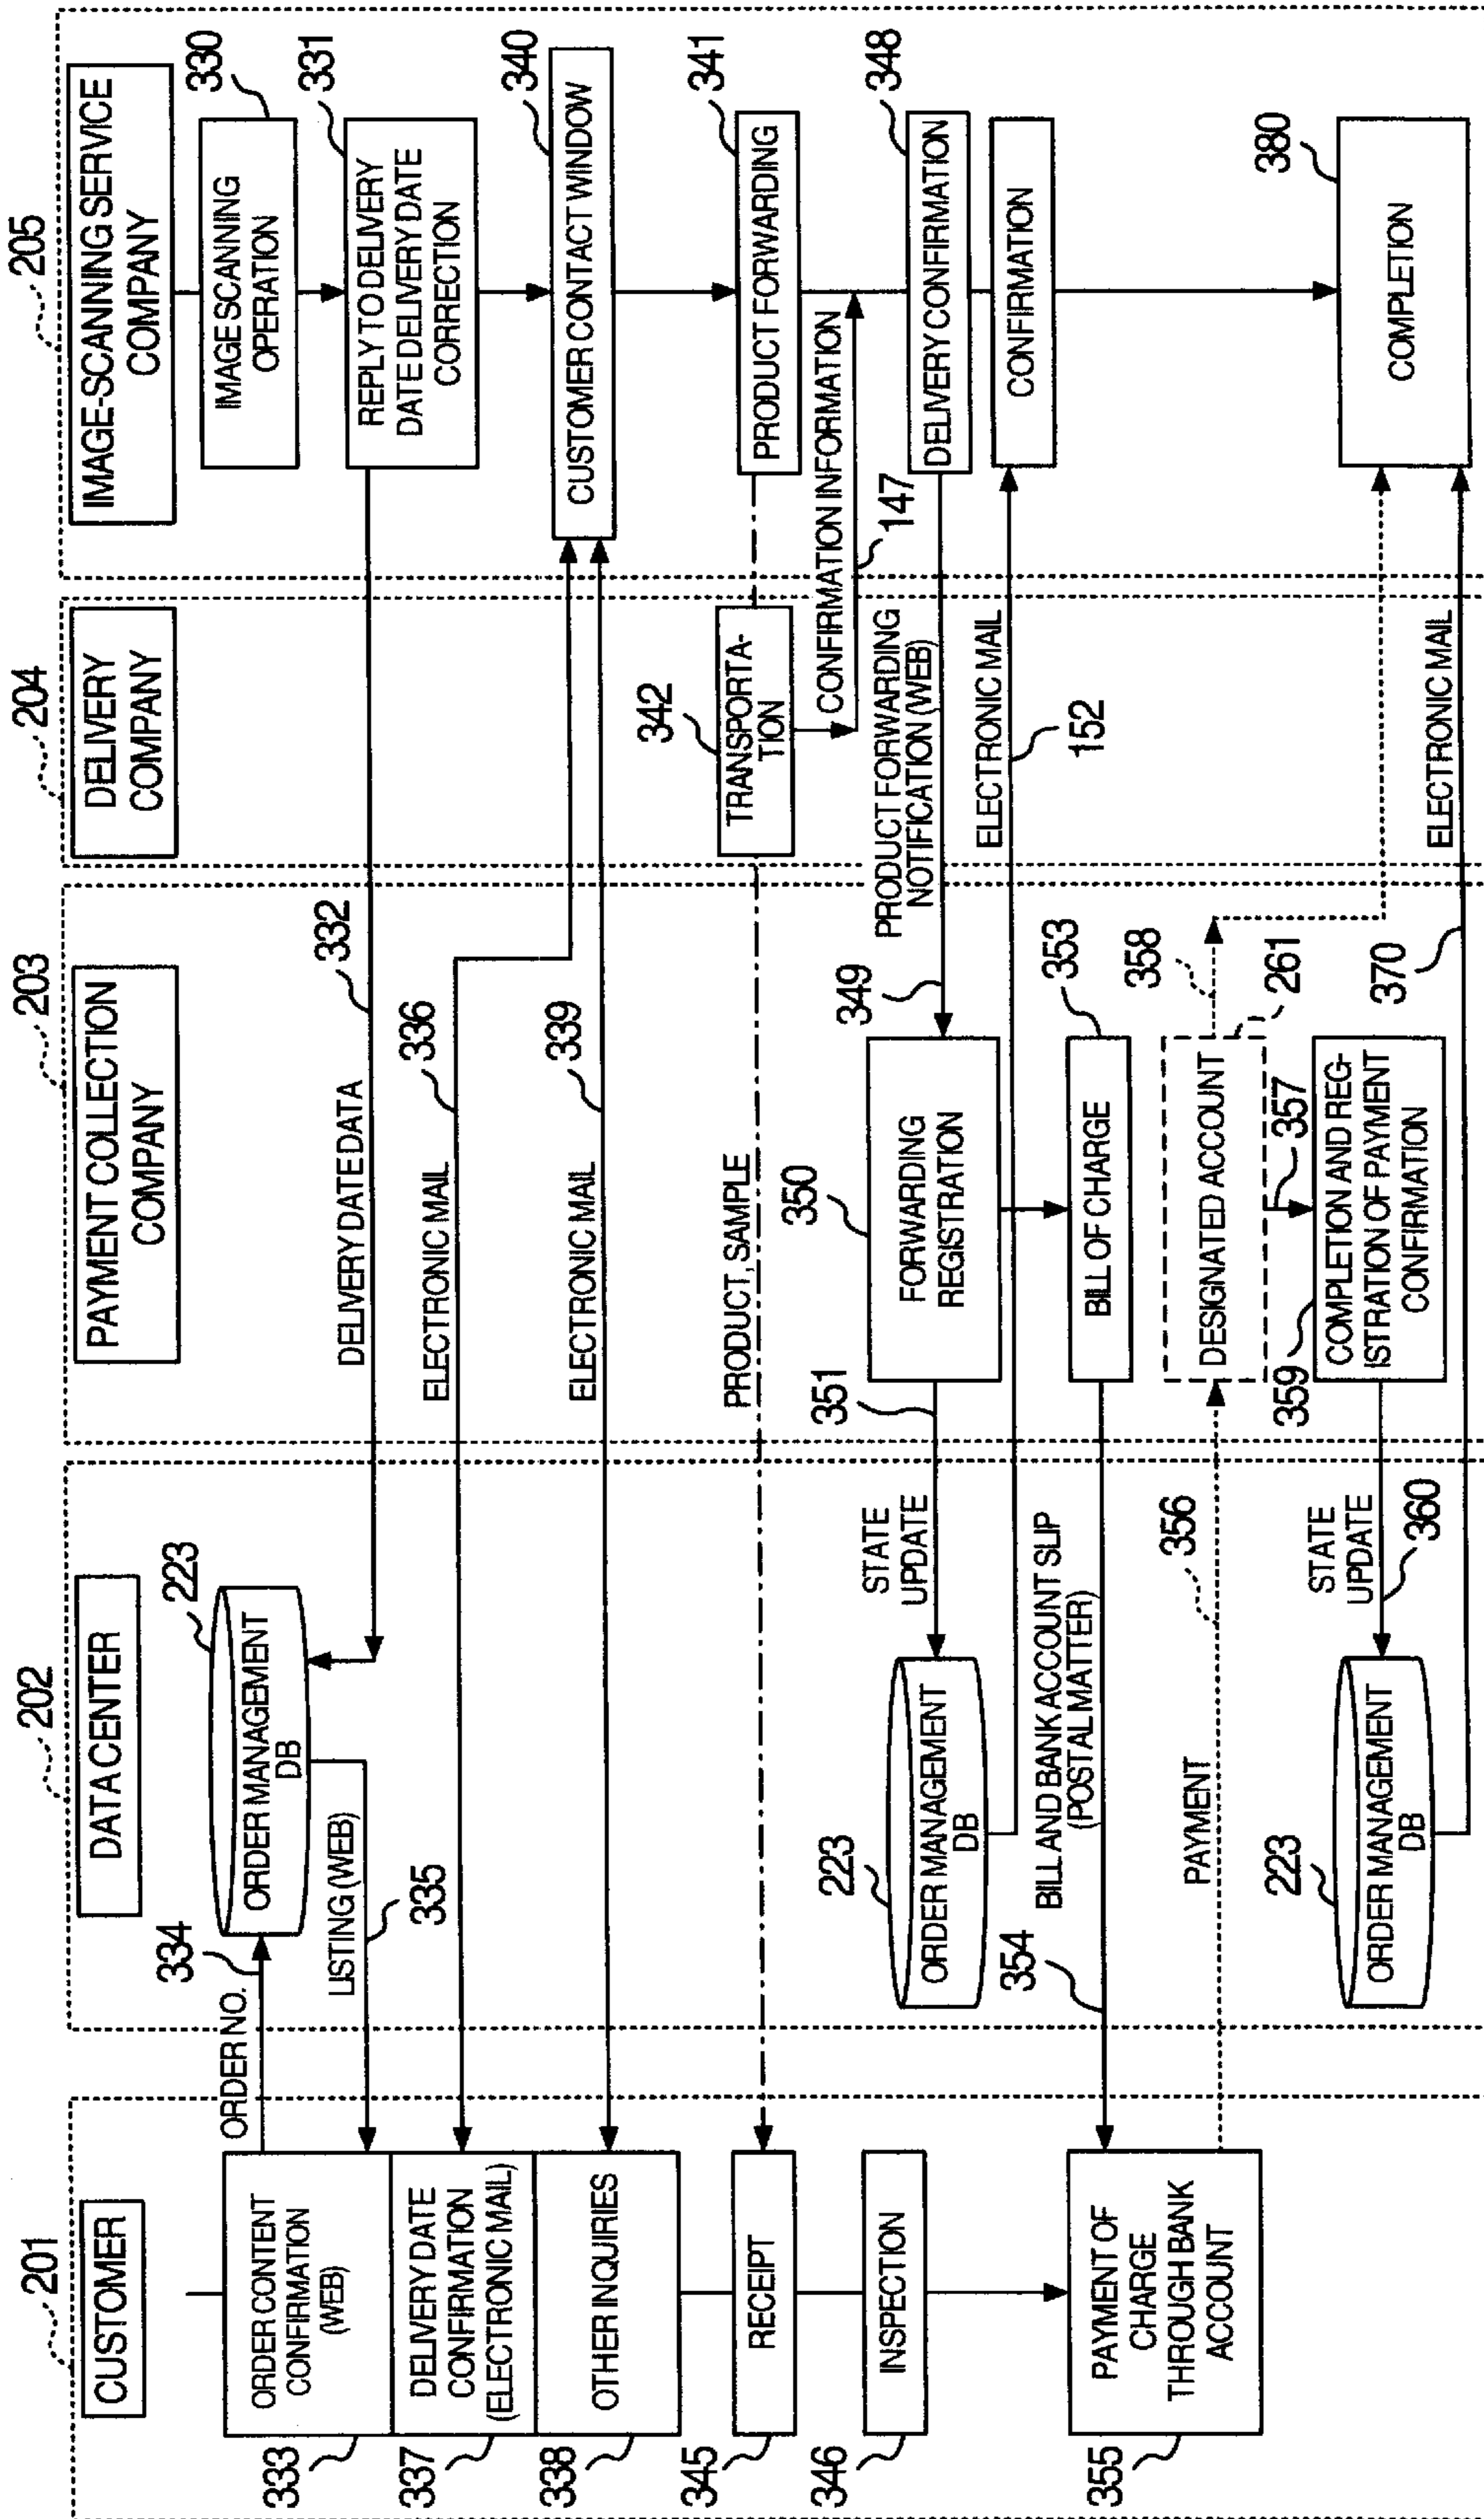 201
CUSTOMER
ORDER CONTENT
CONFIRMATION
(WEB)
333
DELIVERY DATE
CONFIRMATION
(ELECTRONIC MAIL)
337
OTHER INQUIRIES
338
RECEIPT
345
INSPECTION
346
PAYMENT OF
CHARGE
THROUGH BANK
ACCOUNT
355
202
DATA CENTER
ORDER NO.
334
223
ORDER MANAGEMENT
DB
LISTING (WEB)
335
STATE
UPDATE
223
ORDER MANAGEMENT
DB
BILL AND BANK ACCOUNT SLIP
(POSTAL MATTER)
354
PAYMENT
356
STATE
UPDATE
360
223
ORDER MANAGEMENT
DB
203
PAYMENT COLLECTION
COMPANY
DELIVERY DATE DATA
332
ELECTRONIC MAIL
336
ELECTRONIC MAIL
339
PRODUCT, SAMPLE
350
349
FORWARDING
REGISTRATION
351
353
BILL OF CHARGE
358
261
DESIGNATED ACCOUNT
357
359
COMPLETION AND REG-
ISTRATION OF PAYMENT
CONFIRMATION
370
204
DELIVERY
COMPANY
342
TRANSPORTA-
TION
CONFIRMATION INFORMATION
147
PRODUCT FORWARDING
NOTIFICATION (WEB)
ELECTRONIC MAIL
152
ELECTRONIC MAIL
205
IMAGE-SCANNING SERVICE
COMPANY
330
IMAGE SCANNING
OPERATION
331
REPLY TO DELIVERY
DATE DELIVERY DATE
CORRECTION
340
CUSTOMER CONTACT WINDOW
341
PRODUCT FORWARDING
348
DELIVERY CONFIRMATION
CONFIRMATION
380
COMPLETION